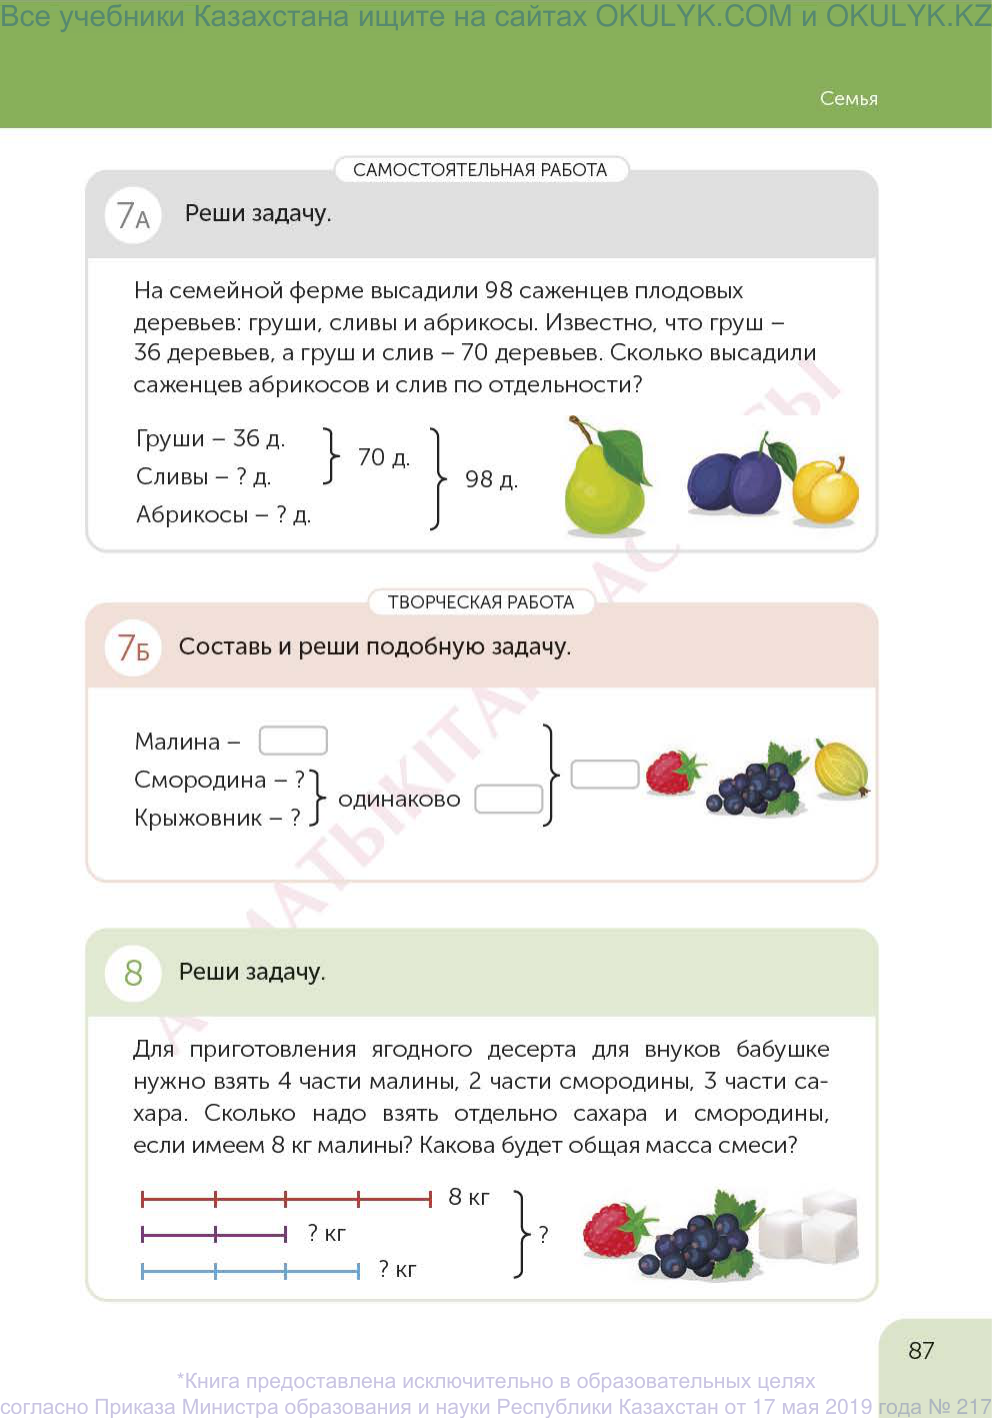 Все учебники Казахстана ищите на сайтах OKULYK.COM и OKULYK.KZ
Семья
САМОСТОЯТЕЛЬНАЯ РАБОТА
7А Реши задачу.
На семейной ферме высадили 98 саженцев плодовых
деревьев: груши, сливы и абрикосы. Известно, что груш –
36 деревьев, а груш и слив – 70 деревьев. Сколько высадили
саженцев абрикосов и слив по отдельности?
Груши – 36 д.
70 д.
Сливы – ? д.
98 д.
Абрикосы – ? д.
ТВОРЧЕСКАЯ РАБОТА
7Б Составь и реши подобную задачу.
Малина –
Смородина – ?
одинаково
Крыжовник – ?
8 Реши задачу.
Для приготовления ягодного десерта для внуков бабушке
нужно взять 4 части малины, 2 части смородины, 3 части са-
хара. Сколько надо взять отдельно сахара и смородины,
если имеем 8 кг малины? Какова будет общая масса смеси?
8 кг
? кг
?
? кг
87
*Книга предоставлена исключительно в образовательных целях
согласно Приказа Министра образования и науки Республики Казахстан от 17 мая 2019 года № 217